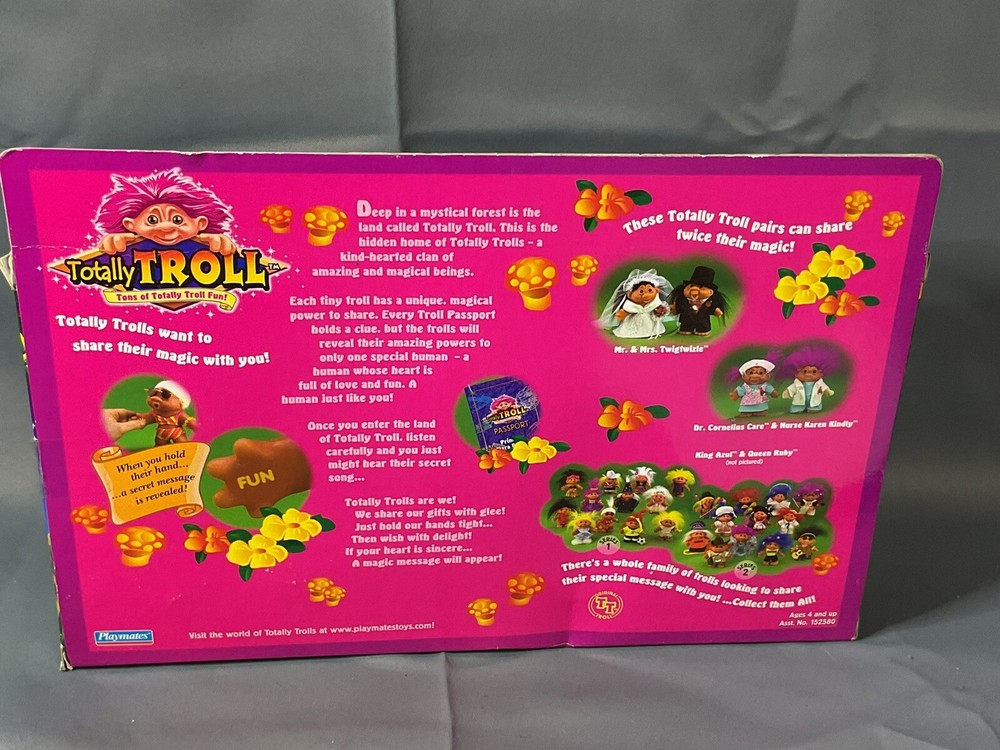 Totally TROLL™
Tons of Totally Troll Fun!
Totally Trolls want to
share their magic with you!
When you hold
their hand...
...a secret message
is revealed!
FUN
Deep in a mystical forest is the
land called Totally Troll. This is the
hidden home of Totally Trolls - a
kind-hearted clan of
amazing and magical beings.
Each tiny troll has a unique, magical
power to share. Every Troll Passport
holds a clue, but the trolls will
reveal their amazing powers to
only one special human - a
human whose heart is
full of love and fun. A
human just like you!
Once you enter the land
of Totally Troll, listen
carefully and you just
might hear their secret
song...
TROLL
PASSPORT
Totally Trolls are we!
We share our gifts with glee!
Just hold our hands tight...
Then wish with delight!
If your heart is sincere...
A magic message will appear!
These Totally Troll pairs can share
twice their magic!
Mr. & Mrs. Twigtwizle™
Dr. Cornelius Care™ & Nurse Karen Kindly™
King Azul™ & Queen Ruby™
(not pictured)
SERIES
1
SERIES
2
There's a whole family of trolls looking to share
their special message with you! ...Collect them All!
ORIGINAL
TT
TROLL
Ages 4 and up
Asst. No. 152580
Playmates
Visit the world of Totally Trolls at www.playmatestoys.com!